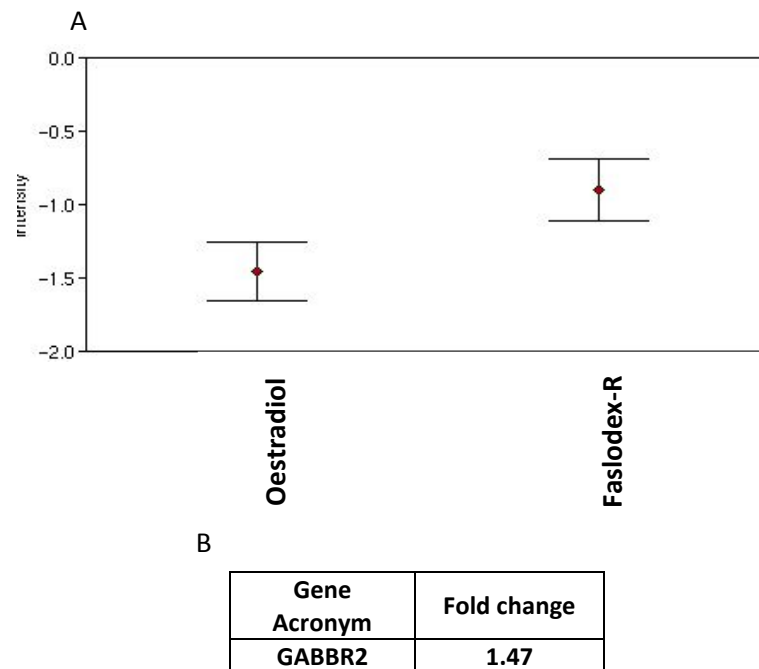 A
0.0
−0.5
−1.0
−1.5
−2.0
Intensity
Oestradiol
Faslodex-R
B
Gene Acronym
Fold change
GABBR2
1.47